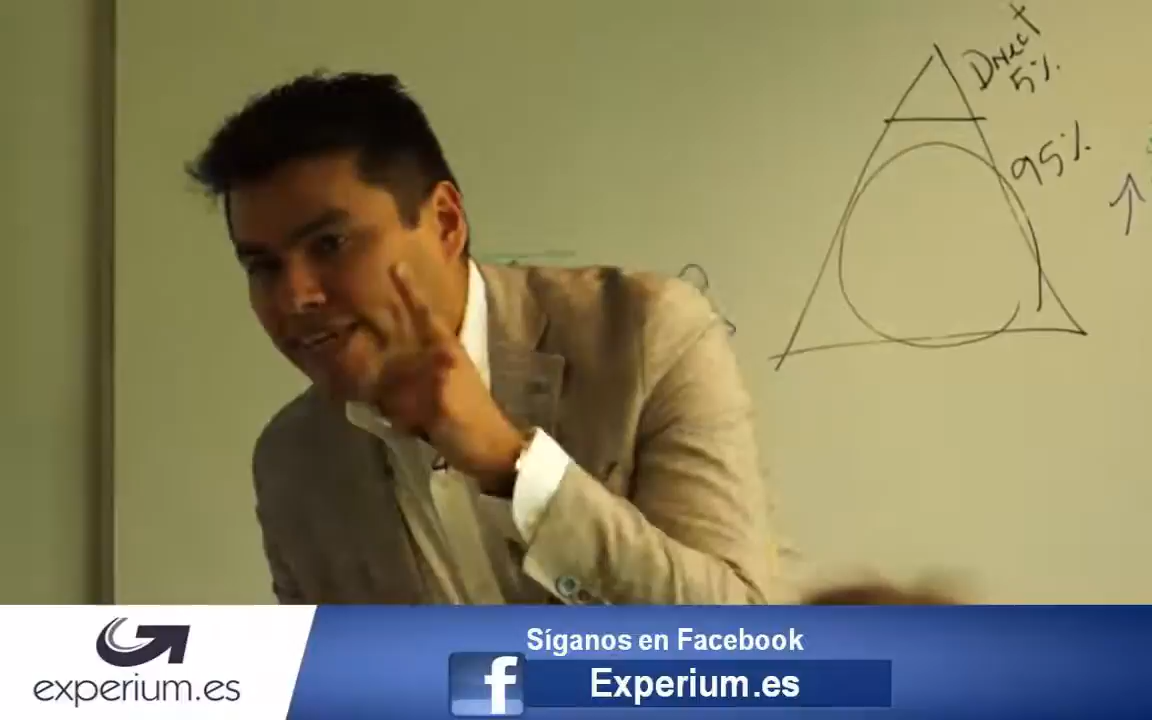 Direct
5%
95%
Síganos en Facebook
f
Experium.es
experium.es